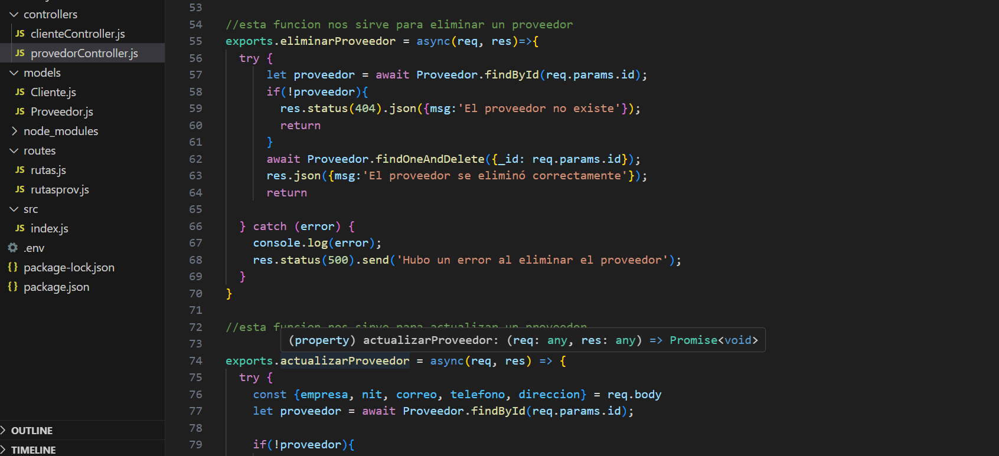 controllers
JS clienteController.js
JS provedorController.js
models
JS Cliente.js
JS Proveedor.js
node_modules
routes
JS rutas.js
JS rutasprov.js
src
JS index.js
.env
{} package-lock.json
{} package.json
OUTLINE
TIMELINE
53
54 //esta funcion nos sirve para eliminar un proveedor
55 exports.eliminarProveedor = async(req, res)=>{
56 try {
57 let proveedor = await Proveedor.findById(req.params.id);
58 if(!proveedor){
59 res.status(404).json({msg:'El proveedor no existe'});
60 return
61 }
62 await Proveedor.findOneAndDelete({_id: req.params.id});
63 res.json({msg:'El proveedor se eliminó correctamente'});
64 return
65
66 } catch (error) {
67 console.log(error);
68 res.status(500).send('Hubo un error al eliminar el proveedor');
69 }
70 }
71
72 //esta funcion nos sirve para actualizar un proveedor
(property) actualizarProveedor: (req: any, res: any) => Promise<void>
73
74 exports.actualizarProveedor = async(req, res) => {
75 try {
76 const {empresa, nit, correo, telefono, direccion} = req.body
77 let proveedor = await Proveedor.findById(req.params.id);
78
79 if(!proveedor){